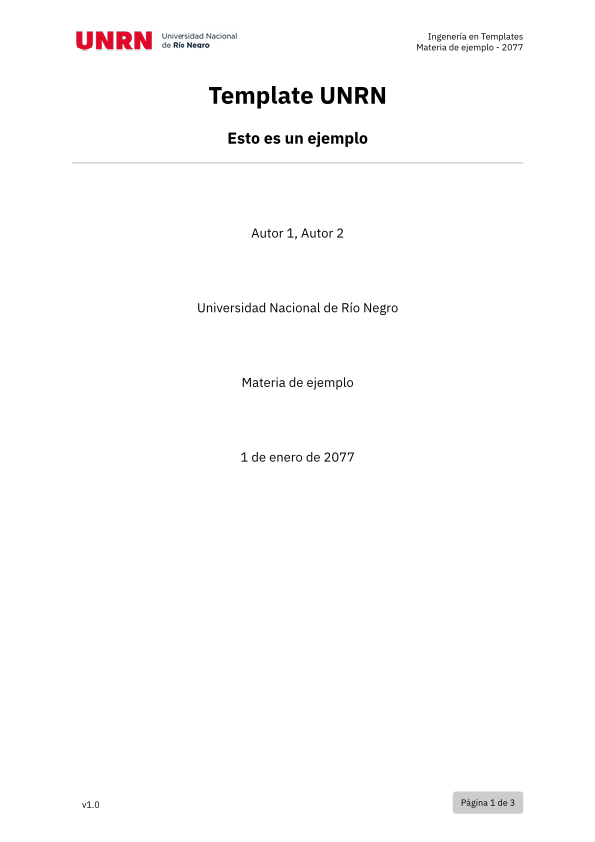 UNRN
Universidad Nacional
de Río Negro
Ingenería en Templates
Materia de ejemplo - 2077
Template UNRN
Esto es un ejemplo
Autor 1, Autor 2
Universidad Nacional de Río Negro
Materia de ejemplo
1 de enero de 2077
v1.0
Página 1 de 3